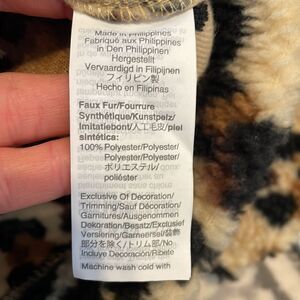 Made in Philippines
Fabriqué aux Philippines
In Den Philippinen
Hergestellt
Vervaardigd in Filipijnen
フィリピン製
Hecho en Filipinas
Faux Fur/Fourrure
Synthétique/Kunstpelz/
Imitatiebont/人工毛皮/piel
sintética:
100% Polyester/Polyester/
Polyester/Polyester/
ポリエステル/
poliéster
Exclusive Of Decoration/
Trimming/Sauf Décoration/
Garnitures/Ausgenommen
Dekoration/Besatz/Exclusief
Versiering/Garneersel/装飾
部分を除く/トリム部/No
Incluye Decoración/Ribete
Machine wash cold with